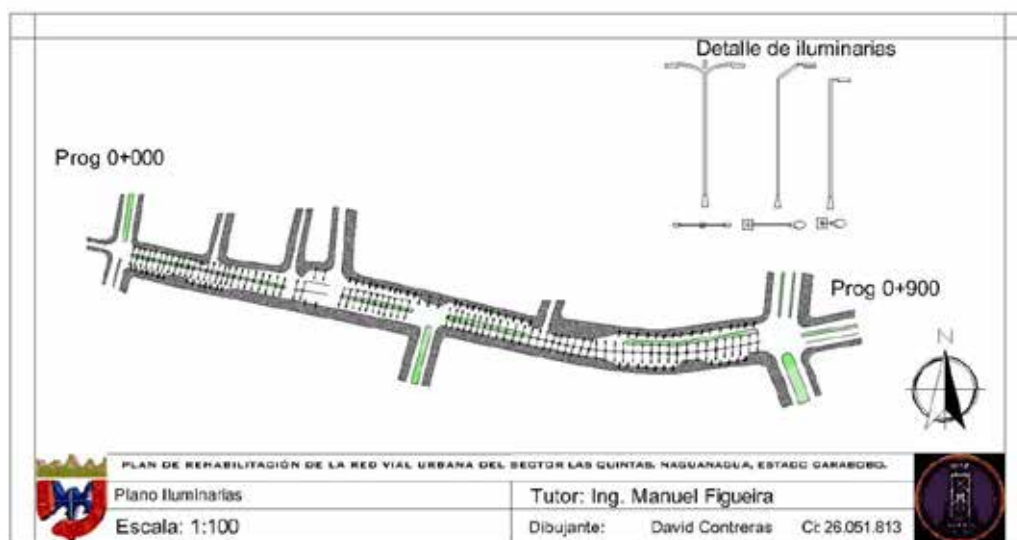 Detalle de iluminarias
Prog 0+000
Prog 0+900
N
PLAN DE REHABILITACIÓN DE LA RED VIAL URBANA DEL SECTOR LAS QUINTAS, NAGUANAGUA, ESTADO CARABOBO.
Plano Iluminarias
Tutor: Ing. Manuel Figueira
Escala: 1:100
Dibujante: David Contreras CI: 26.051.813